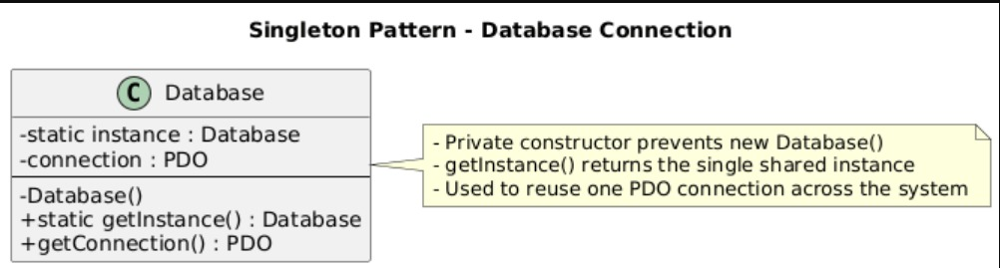 Singleton Pattern - Database Connection
C Database
-static instance : Database
-connection : PDO
-Database()
+static getInstance() : Database
+getConnection() : PDO
- Private constructor prevents new Database()
- getInstance() returns the single shared instance
- Used to reuse one PDO connection across the system